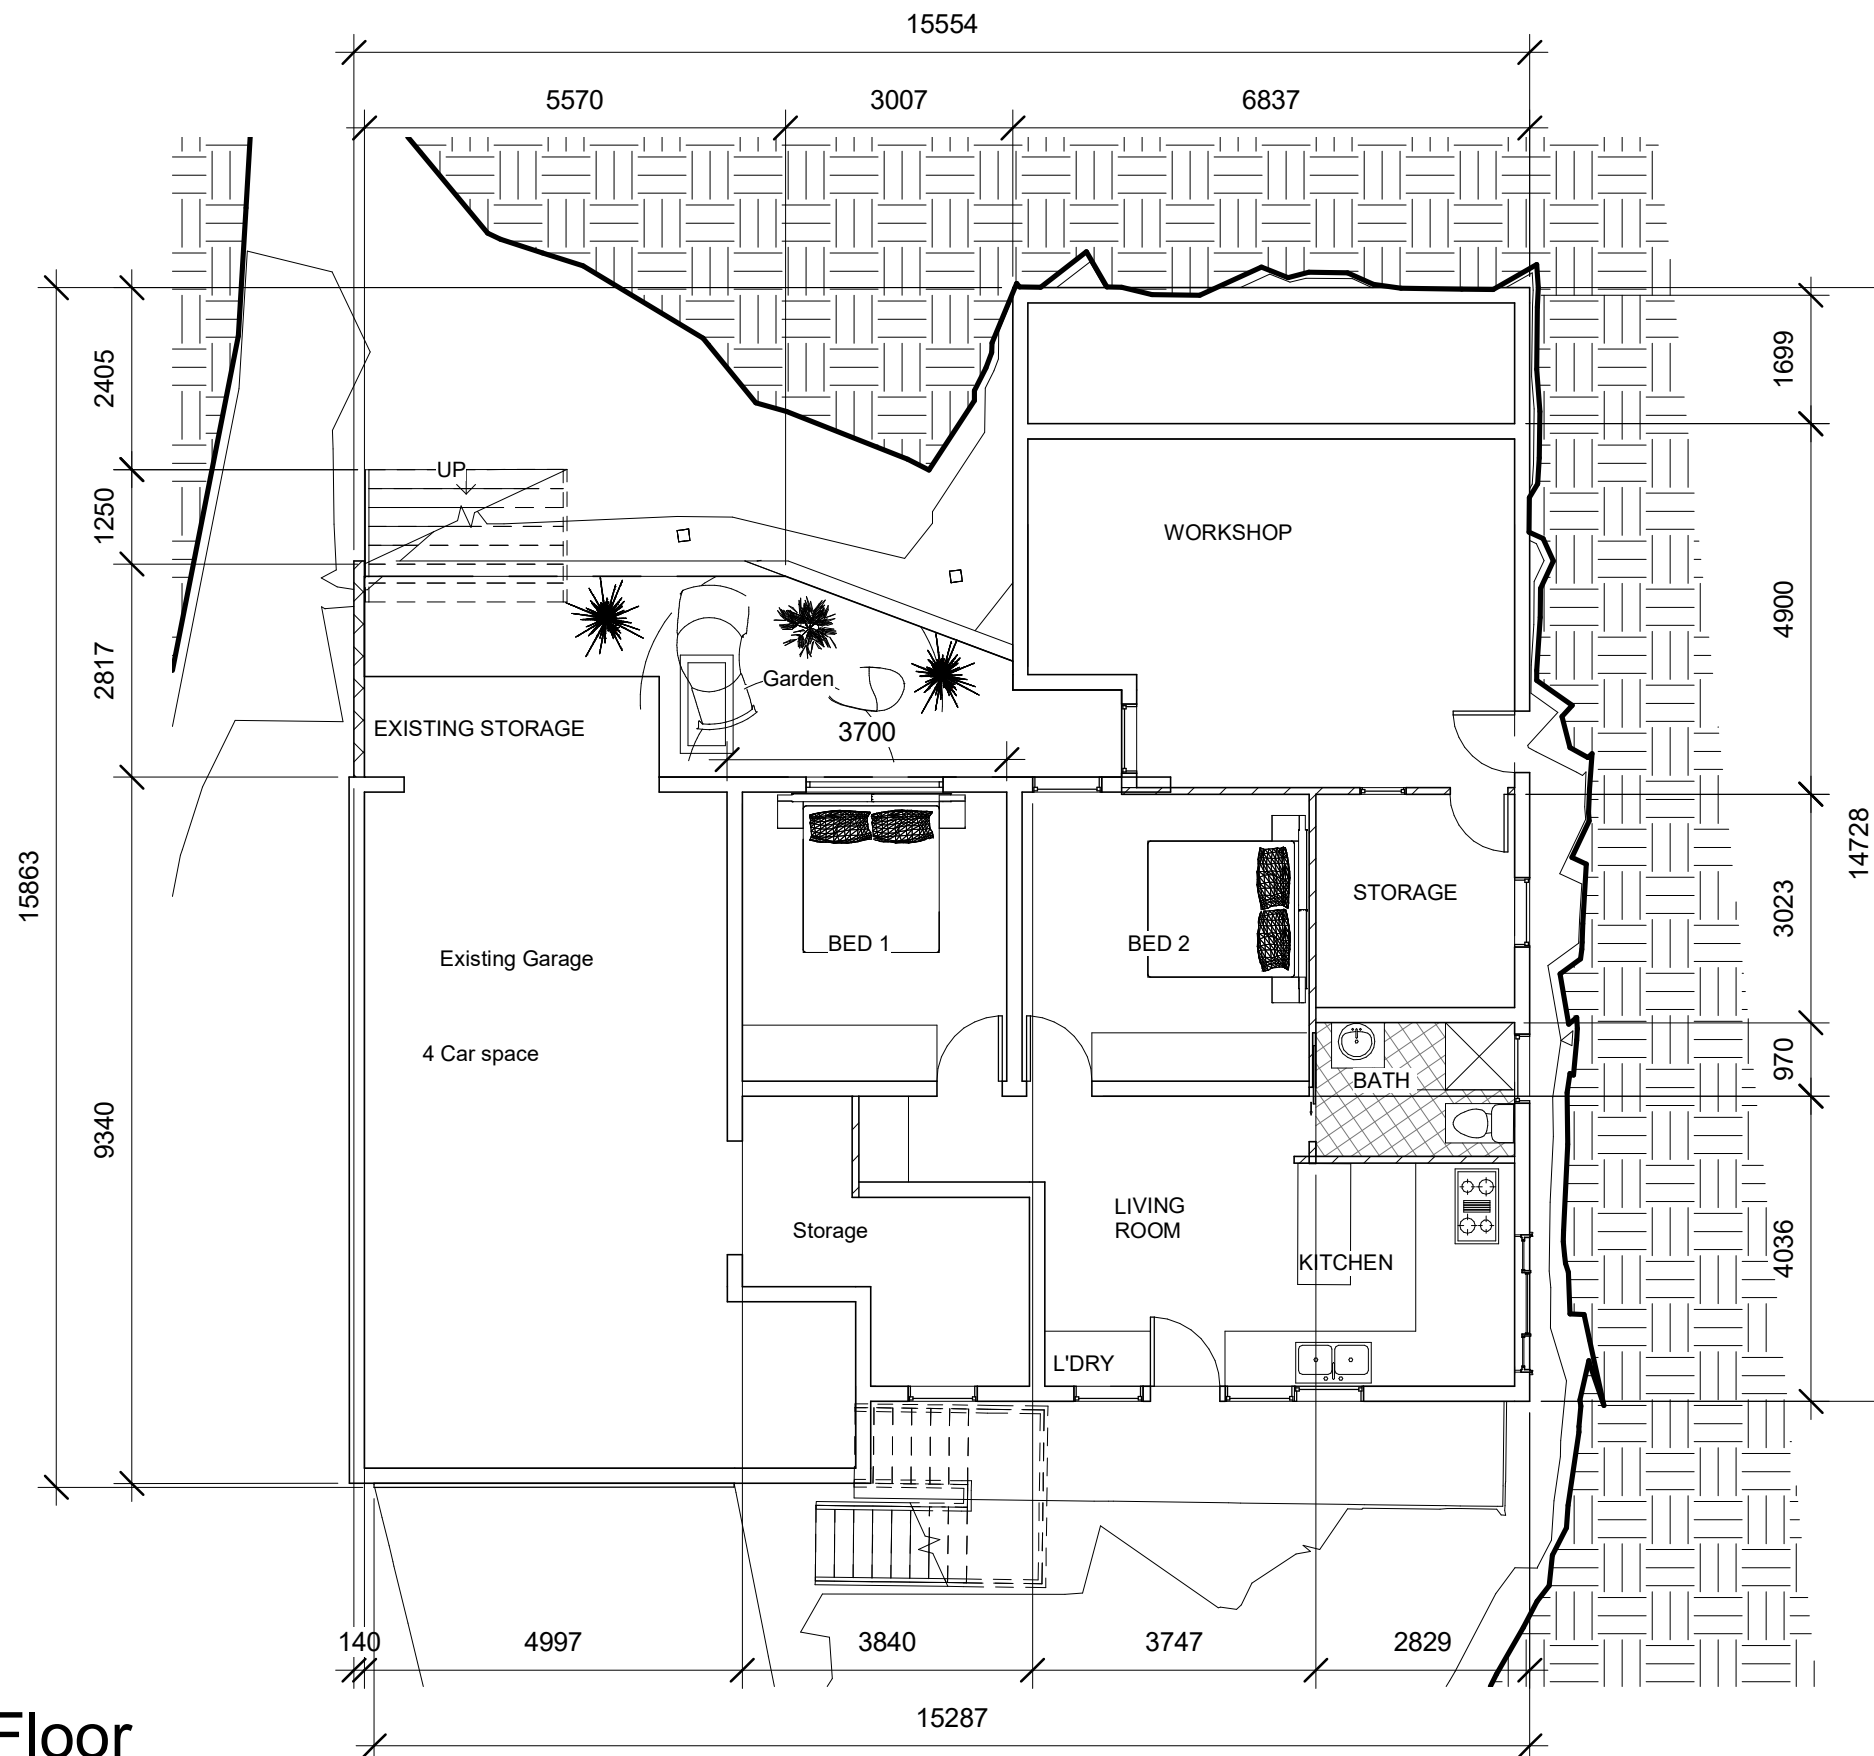 15554
5570
3007
6837
2405
1699
UP
1250
WORKSHOP
4900
2817
Garden
EXISTING STORAGE
3700
15863
14728
STORAGE
3023
BED 1
BED 2
Existing Garage
4 Car space
970
BATH
9340
LIVING
ROOM
Storage
4036
KITCHEN
L'DRY
140
4997
3840
3747
2829
15287
Floor